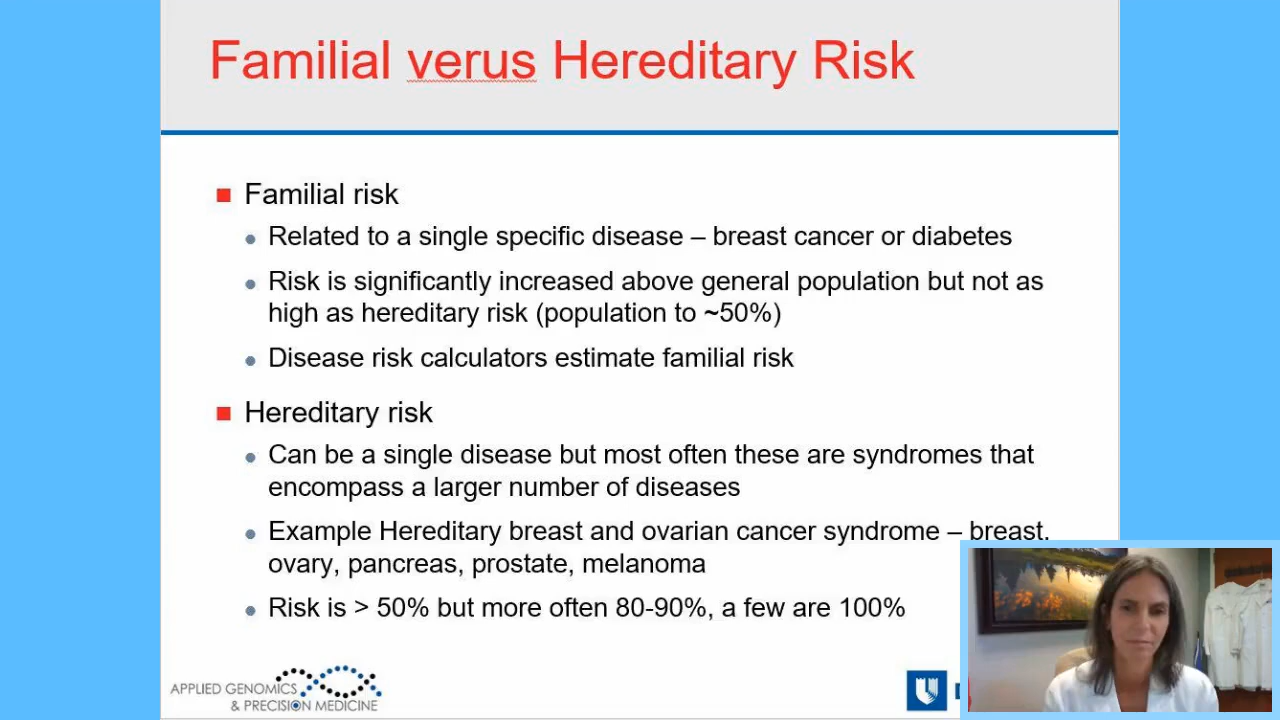 Familial verus Hereditary Risk
Familial risk
Related to a single specific disease – breast cancer or diabetes
Risk is significantly increased above general population but not as
high as hereditary risk (population to ~50%)
Disease risk calculators estimate familial risk
Hereditary risk
Can be a single disease but most often these are syndromes that
encompass a larger number of diseases
Example Hereditary breast and ovarian cancer syndrome – breast,
ovary, pancreas, prostate, melanoma
Risk is > 50% but more often 80-90%, a few are 100%
APPLIED GENOMICS
& PRECISION MEDICINE